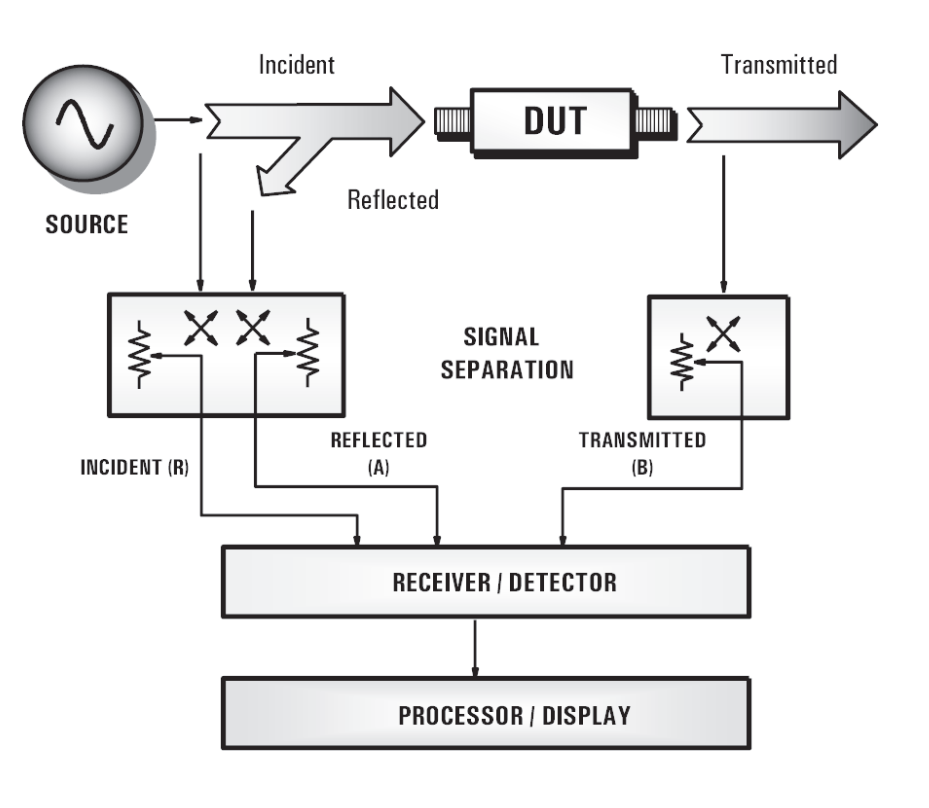 Incident
Transmitted
DUT
Reflected
SOURCE
SIGNAL
SEPARATION
REFLECTED
(A)
TRANSMITTED
(B)
INCIDENT (R)
RECEIVER / DETECTOR
PROCESSOR / DISPLAY